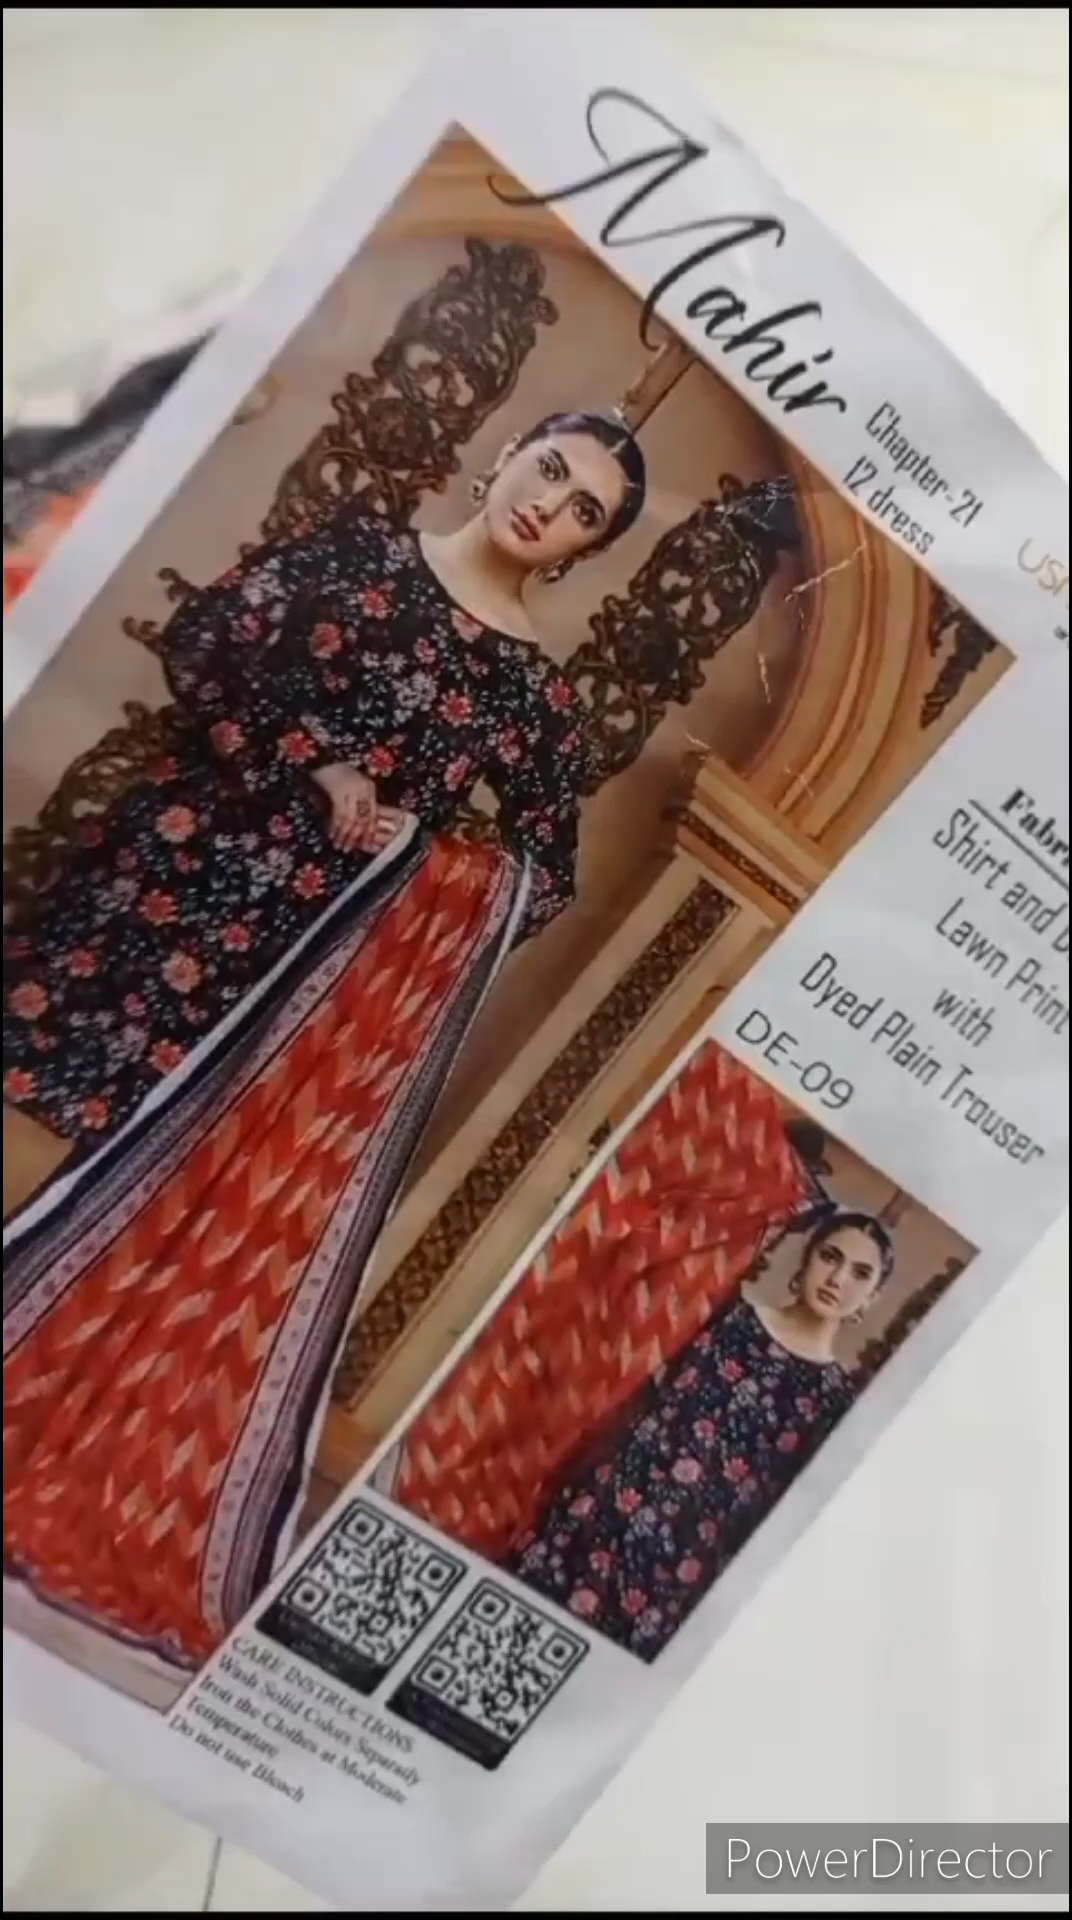 Mahir
Chapter-21
12 dress
Shirt and
Lawn Print
with
Dyed Plain Trouser
DE-09
CARE INSTRUCTIONS
Wash Solid Colors Separatly
Iron the Clothes at Moderate
Temperature
Do not use Bleach
PowerDirector